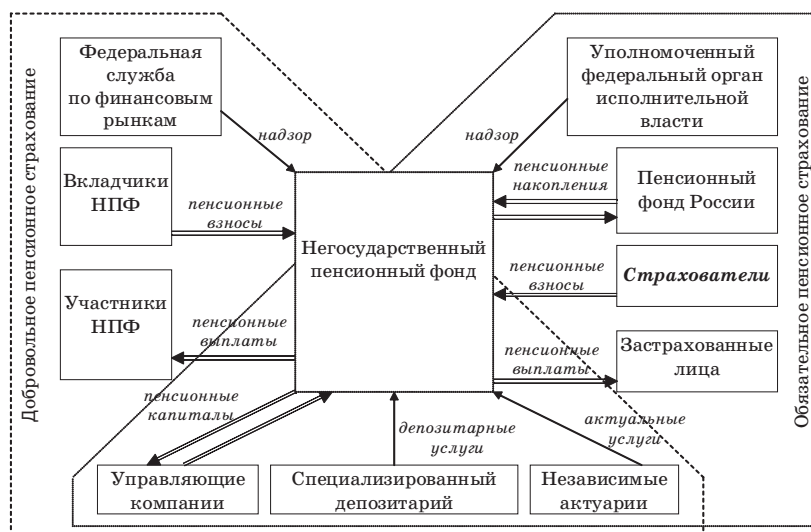 Добровольное пенсионное страхование
Федеральная
служба
по финансовым
рынкам
надзор
Уполномоченный
федеральный орган
исполнительной
власти
надзор
Обязательное пенсионное страхование
Вкладчики
НПФ
пенсионные
взносы
Негосударственный
пенсионный фонд
пенсионные
накопления
Пенсионный
фонд России
пенсионные
взносы
Страхователи
Участники
НПФ
пенсионные
выплаты
пенсионные
выплаты
Застрахованные
лица
пенсионные
капиталы
депозитарные
услуги
актуальные
услуги
Управляющие
компании
Специализированный
депозитарий
Независимые
актуарии